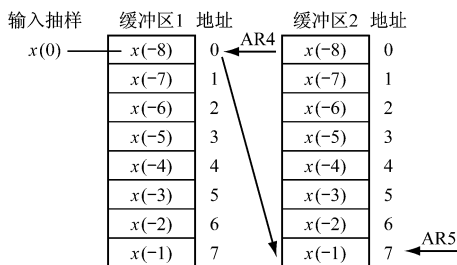 输入抽样 缓冲区1 地址 缓冲区2 地址
x(0) x(−8) 0 AR4 x(−8) 0
x(−7) 1 x(−7) 1
x(−6) 2 x(−6) 2
x(−5) 3 x(−5) 3
x(−4) 4 x(−4) 4
x(−3) 5 x(−3) 5
x(−2) 6 x(−2) 6
x(−1) 7 x(−1) 7 AR5